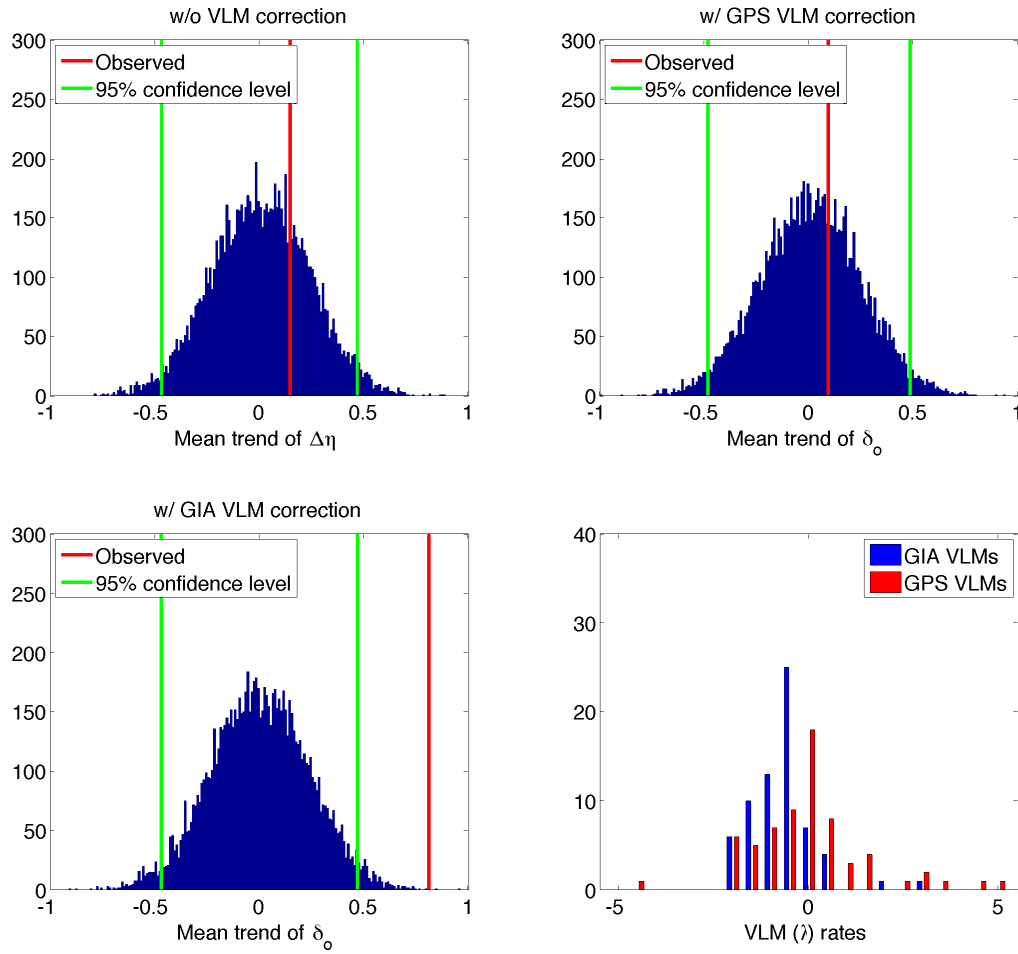 w/o VLM correction
300
250
200
150
100
50
0
-1
-0.5
0
0.5
1
Observed
95% confidence level
Mean trend of Δη
w/ GPS VLM correction
300
250
200
150
100
50
0
-1
-0.5
0
0.5
1
Observed
95% confidence level
Mean trend of δo
w/ GIA VLM correction
300
250
200
150
100
50
0
-1
-0.5
0
0.5
1
Observed
95% confidence level
Mean trend of δo
40
30
20
10
0
-5
0
5
GIA VLMs
GPS VLMs
VLM (λ) rates